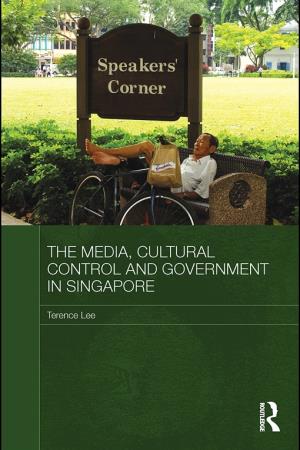 Speakers'
Corner
THE MEDIA, CULTURAL
CONTROL AND GOVERNMENT
IN SINGAPORE
Terence Lee
ROUTLEDGE